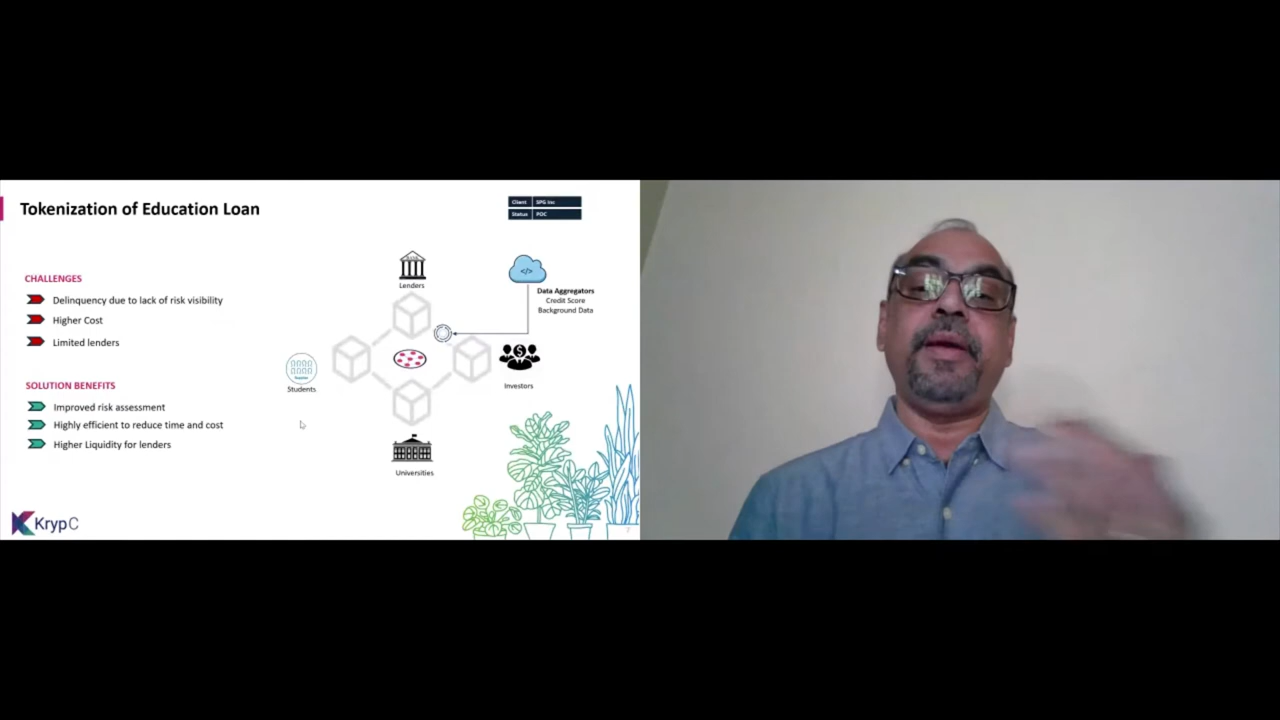 Tokenization of Education Loan
Client SPG Inc
Status POC
CHALLENGES
Delinquency due to lack of risk visibility
Higher Cost
Limited lenders
SOLUTION BENEFITS
Improved risk assessment
Highly efficient to reduce time and cost
Higher Liquidity for lenders
Lenders
</>
Data Aggregators
Credit Score
Background Data
Students
$
Investors
Universities
KrypC